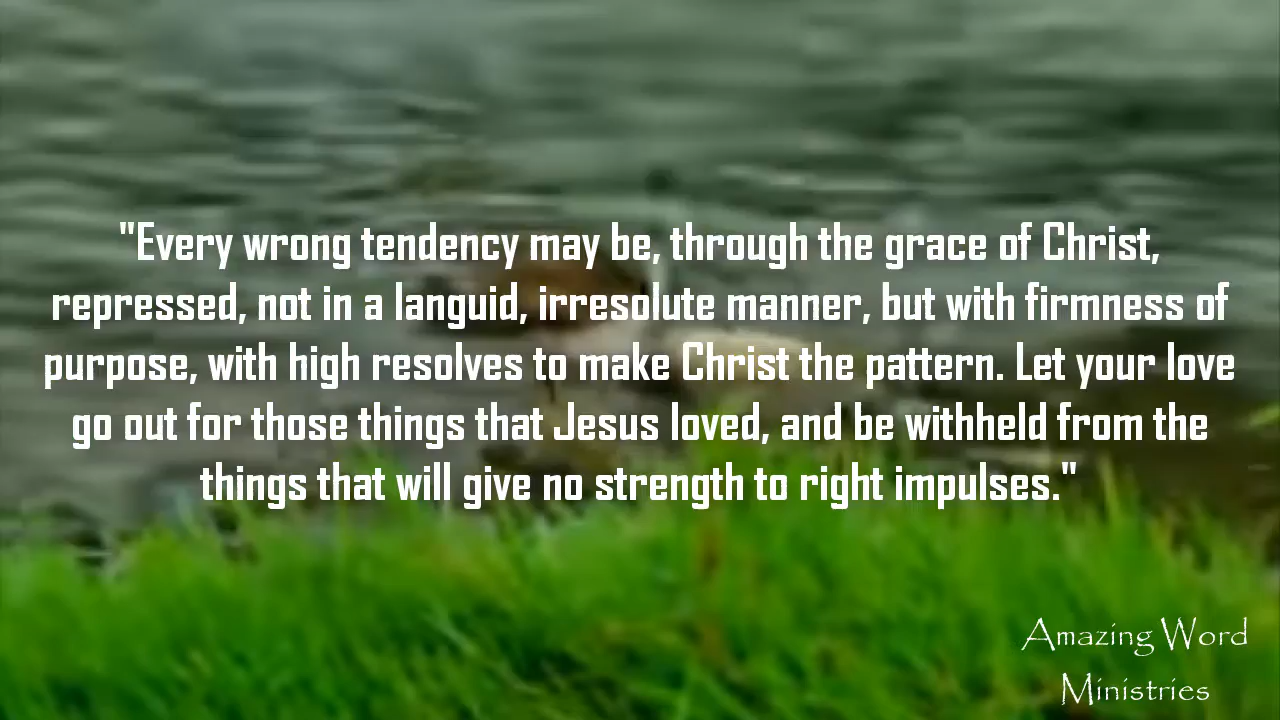 "Every wrong tendency may be, through the grace of Christ,
repressed, not in a languid, irresolute manner, but with firmness of
purpose, with high resolves to make Christ the pattern. Let your love
go out for those things that Jesus loved, and be withheld from the
things that will give no strength to right impulses."
Amazing Word
Ministries